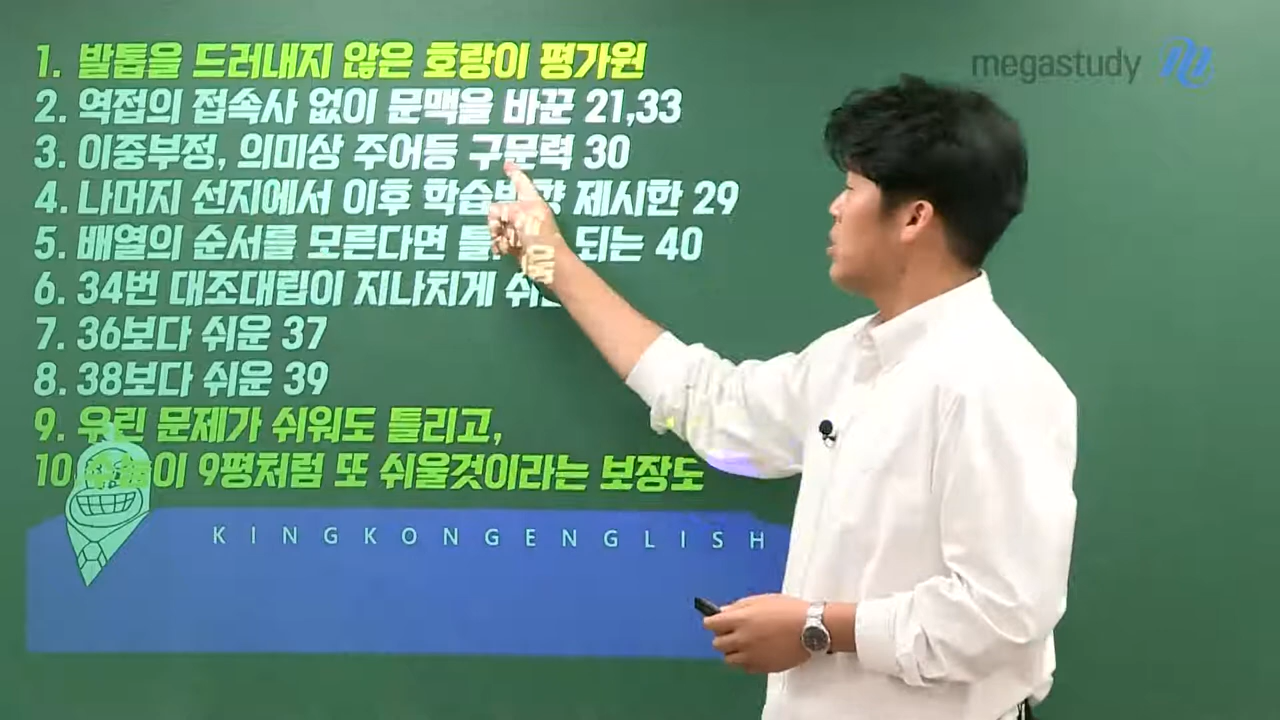 1. 발톱을 드러내지 않은 호랑이 평가원
megastudy
2. 역접의 접속사 없이 문맥을 바꾼 21,33
3. 이중부정, 의미상 주어등 구문력 30
4. 나머지 선지에서 이후 제시한 29
5. 배열의 순서를 모른다면 되는 40
6. 34번 대조대립이 지나치게
7. 36보다 쉬운 37
8. 38보다 쉬운 39
9. 우린 문제가 쉬워도 틀리고,
10. 수능이 9평처럼 또 쉬울것이라는 보장도
KINGKONGENGLISH